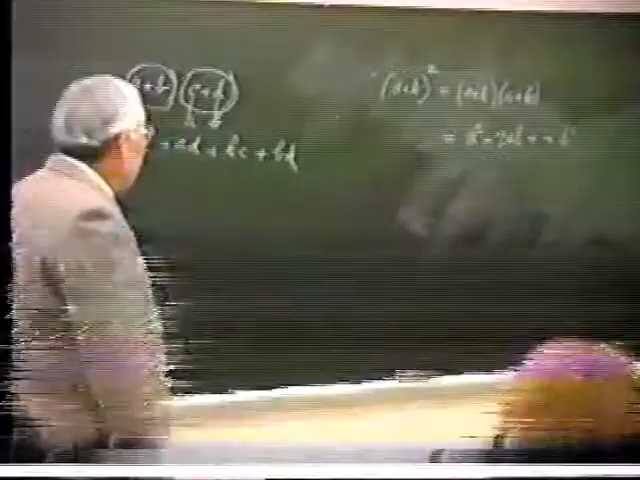 (a+b) (c+d)
+ ad + bc + bd
(a+b)² = (a+b)(a+b)
= a² + 2ab +